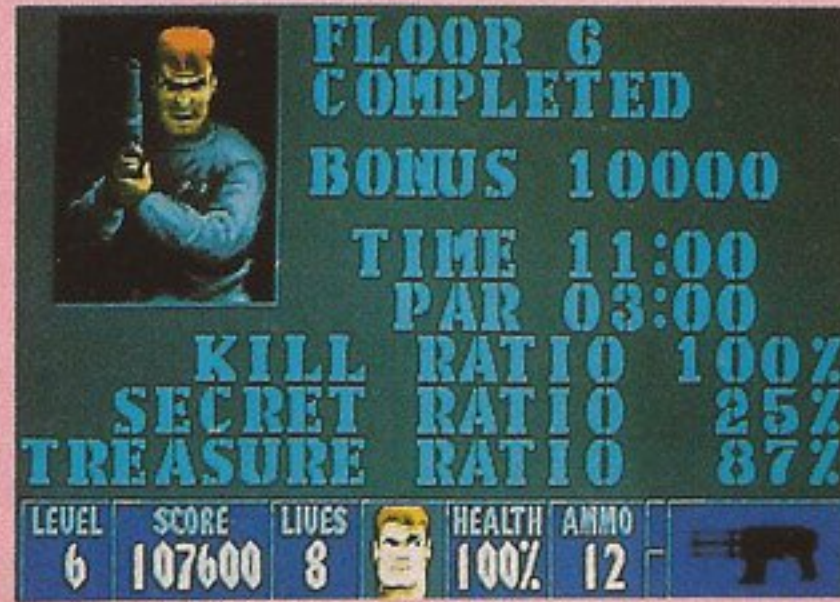 FLOOR 6
COMPLETED
BONUS 10000
TIME 11:00
PAR 03:00
KILL RATIO 100%
SECRET RATIO 25%
TREASURE RATIO 87%
LEVEL SCORE LIVES HEALTH AMMO
6 107600 8 100% 12